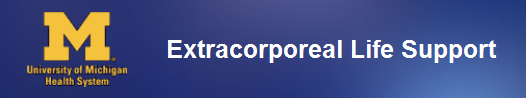 M
University of Michigan
Health System
Extracorporeal Life Support